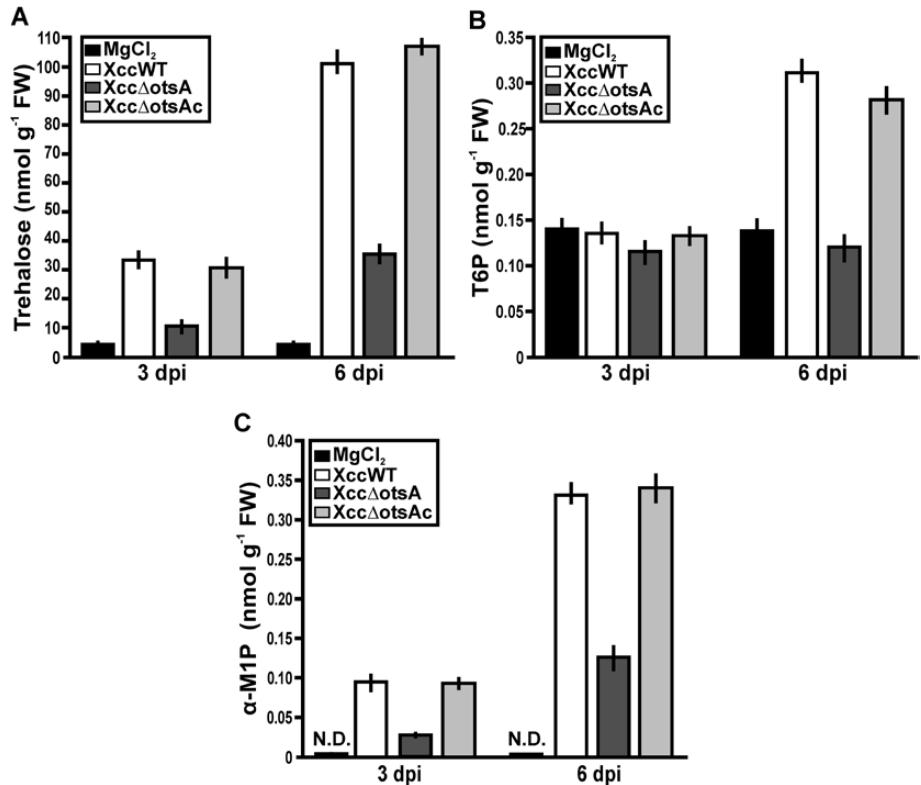 A
Trehalose (nmol g⁻¹ FW)
110
100
90
80
70
60
50
40
30
20
10
0
MgCl₂
XccWT
XccΔotsA
XccΔotsAc
3 dpi 6 dpi
B
T6P (nmol g⁻¹ FW)
0.35
0.30
0.25
0.20
0.15
0.10
0.05
0
MgCl₂
XccWT
XccΔotsA
XccΔotsAc
3 dpi 6 dpi
C
α-M1P (nmol g⁻¹ FW)
0.40
0.35
0.30
0.25
0.20
0.15
0.10
0.05
0
MgCl₂
XccWT
XccΔotsA
XccΔotsAc
N.D. N.D.
3 dpi 6 dpi